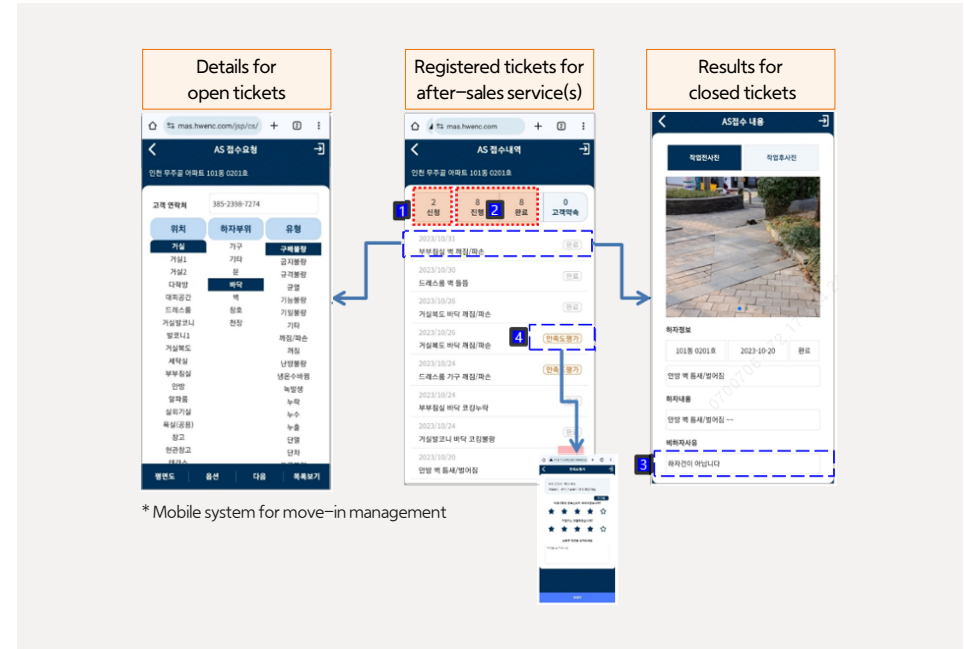 Details for
open tickets
Registered tickets for
after-sales service(s)
Results for
closed tickets
mas.hwenc.com/jsp/cs/
AS 접수요청
인천 무주골 아파트 101동 0201호
고객 연락처 385-2398-7274
위치 하자부위 유형
거실 가구 구배불량
거실1 기타 금지불량
거실2 문 규격불량
다락방 바닥 균열
대피공간 벽 기능불량
드레스룸 창호 기밀불량
거실발코니 천장 기타
발코니1 깨짐/파손
거실복도 꺼짐
세탁실 난방불량
부부침실 냉온수바뀜
안방 녹발생
알파룸 누락
실외기실 누수
욕실(공용) 누출
창고 단열
현관창고 단차
평면도 옵션 다음 목록보기
mas.hwenc.com
AS 접수내역
인천 무주골 아파트 101동 0201호
1
2 8 2 8 0
신청 진행 완료 고객약속
2023/10/31
부부침실 벽 깨짐/파손 완료
2023/10/30
드레스룸 벽 들뜸 완료
2023/10/26
거실복도 바닥 깨짐/파손 완료
2023/10/26
거실복도 바닥 깨짐/파손 4 만족도평가
2023/10/24
드레스룸 가구 깨짐/파손 만족도평가
2023/10/24
부부침실 바닥 코킹누락
2023/10/24
거실발코니 바닥 코킹불량
2023/10/20
안방 벽 틈새/벌어짐
AS접수 내용
작업전사진 작업후사진
하자정보
101동 0201호 2023-10-20 완료
안방 벽 틈새/벌어짐
하자내용
안방 벽 틈새/벌어짐 ~~
비하자사유
3 하자건이 아닙니다
* Mobile system for move-in management